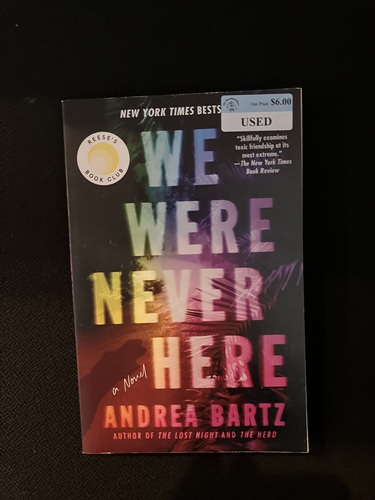 NEW YORK TIMES BESTS
Our Price $6.00
USED
REESE'S
BOOK CLUB
"Skillfully examines
toxic friendship at its
most extreme."
—The New York Times
Book Review
WE
WERE
NEVER
HERE
a Novel
ANDREA BARTZ
AUTHOR OF THE LOST NIGHT AND THE HERD